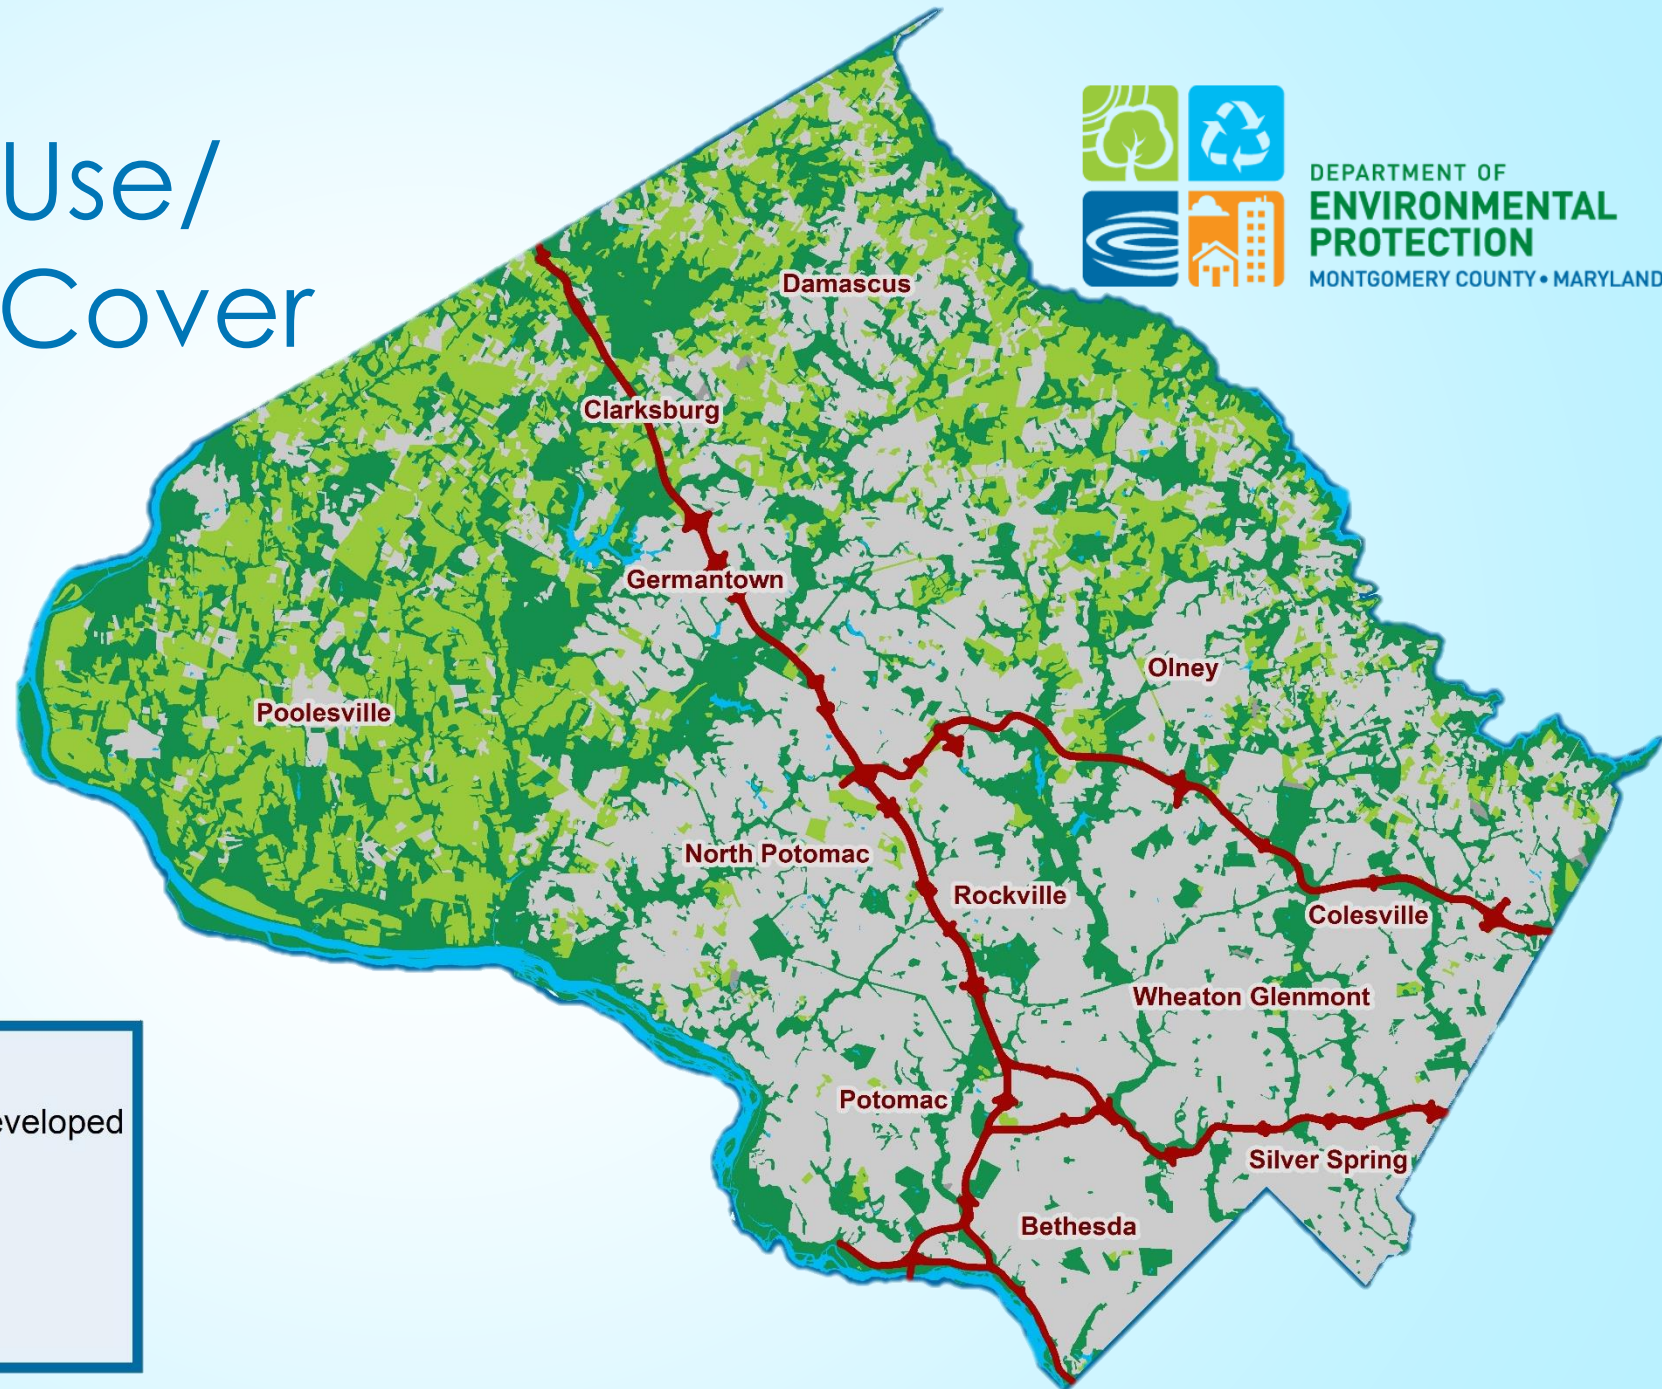 Use/
Cover
DEPARTMENT OF
ENVIRONMENTAL
PROTECTION
MONTGOMERY COUNTY • MARYLAND
Damascus
Clarksburg
Germantown
Olney
Poolesville
North Potomac
Rockville
Colesville
Wheaton Glenmont
Potomac
Silver Spring
Bethesda
eveloped